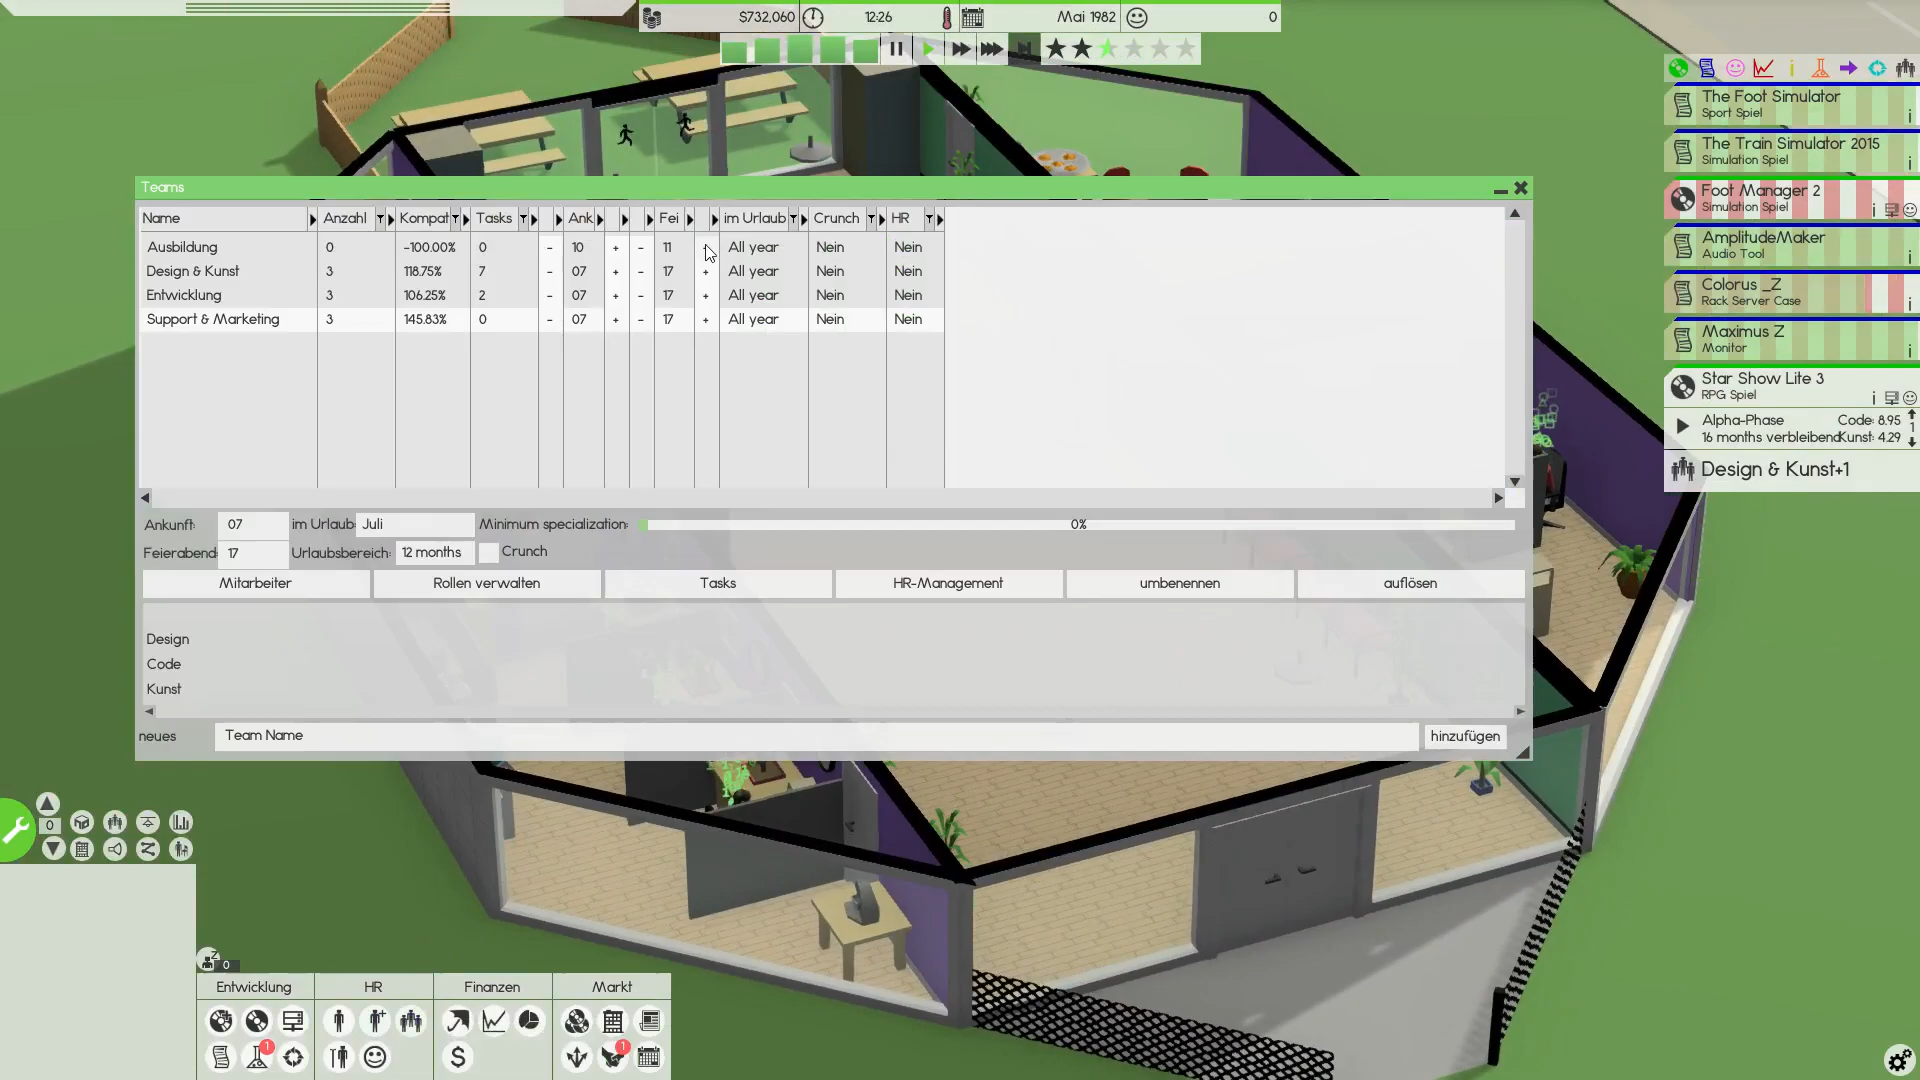 $732,060
12:26
Mai 1982
0
The Foot Simulator
Sport Spiel
The Train Simulator 2015
Simulation Spiel
Foot Manager 2
Simulation Spiel
AmplitudeMaker
Audio Tool
Colorus _Z
Rack Server Case
Maximus Z
Monitor
Star Show Lite 3
RPG Spiel
Alpha-Phase Code: 8.95
1
16 months verbleibend Kunst: 4.29
Design & Kunst+1
Teams
Name Anzahl Kompat Tasks Ank Fei im Urlaub Crunch HR
Ausbildung 0 -100.00% 0 - 10 + - 11 All year Nein Nein
Design & Kunst 3 118.75% 7 - 07 + - 17 + All year Nein Nein
Entwicklung 3 106.25% 2 - 07 + - 17 + All year Nein Nein
Support & Marketing 3 145.83% 0 - 07 + - 17 + All year Nein Nein
Ankunft: 07 im Urlaub: Juli Minimum specialization: 0%
Feierabend: 17 Urlaubsbereich: 12 months Crunch
Mitarbeiter Rollen verwalten Tasks HR-Management umbenennen auflösen
Design
Code
Kunst
neues Team Name hinzufügen
0
0
Entwicklung HR Finanzen Markt
1
1